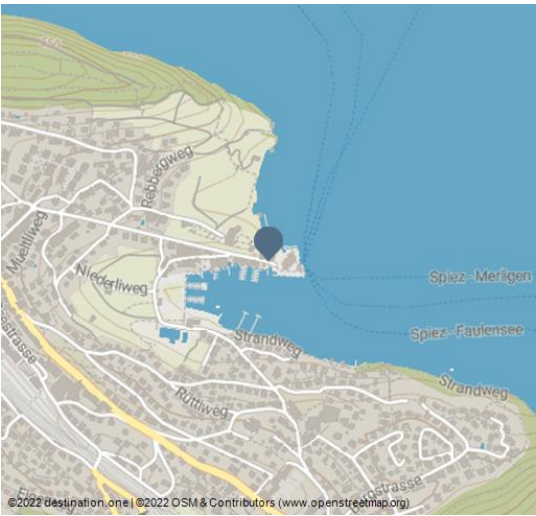 650
Rebbergweg
Mueltliweg
Niederliweg
Spiez - Merligen
Spiez - Faulensee
Strandweg
Strandweg
Rüttiweg
©2022 destination.one | ©2022 OSM & Contributors (www.openstreetmap.org)